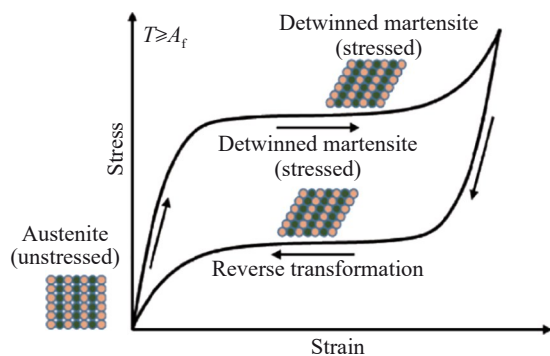 T≥Af
Detwinned martensite
(stressed)
Detwinned martensite
(stressed)
Stress
Austenite
(unstressed)
Reverse transformation
Strain